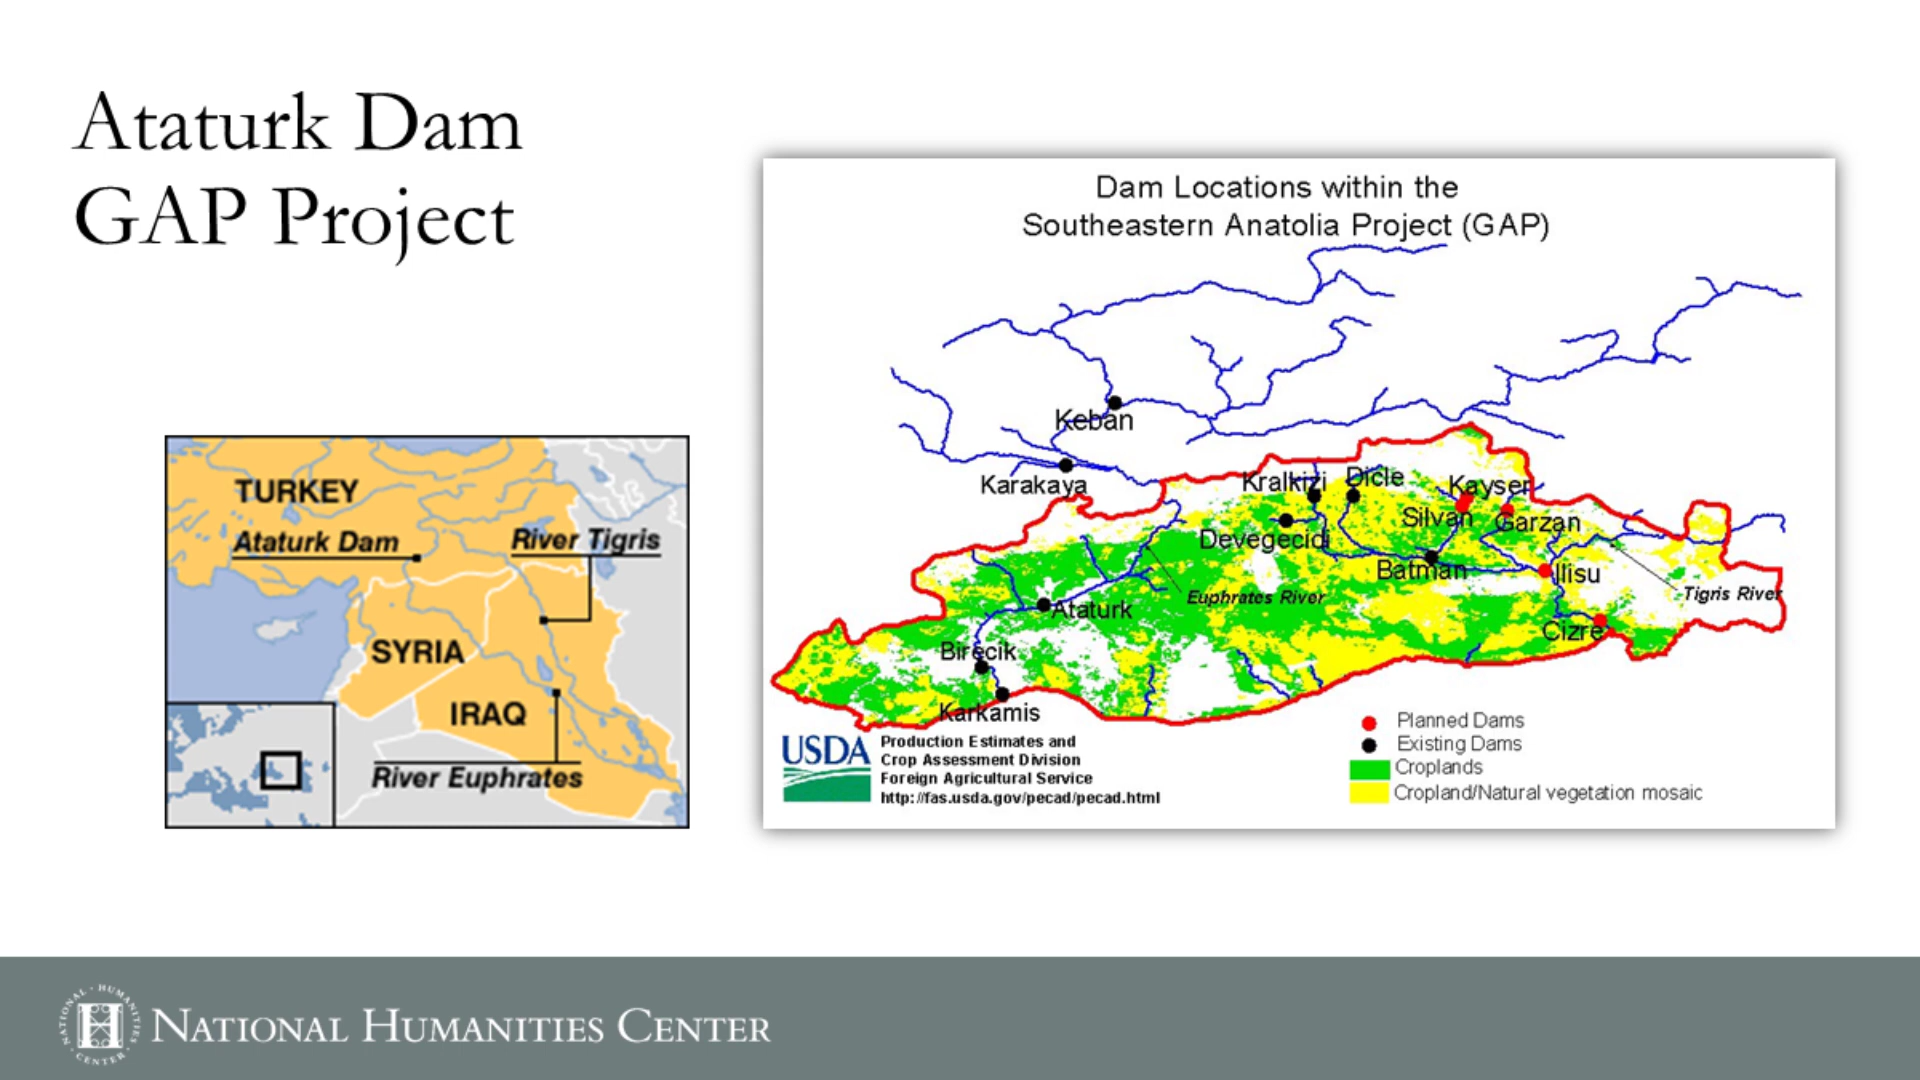 Ataturk Dam
GAP Project
TURKEY
Ataturk Dam
River Tigris
SYRIA
IRAQ
River Euphrates
Dam Locations within the
Southeastern Anatolia Project (GAP)
Keban
Karakaya
Kralkizi
Dicle
Kayser
Silvan
Garzan
Devegecidi
Batman
Ilisu
Tigris River
Euphrates River
Ataturk
Cizre
Birecik
Karkamis
USDA
Production Estimates and
Crop Assessment Division
Foreign Agricultural Service
http://fas.usda.gov/pecad/pecad.html
Planned Dams
Existing Dams
Croplands
Cropland/Natural vegetation mosaic
NATIONAL · HUMANITIES · CENTER ·
H
NATIONAL HUMANITIES CENTER